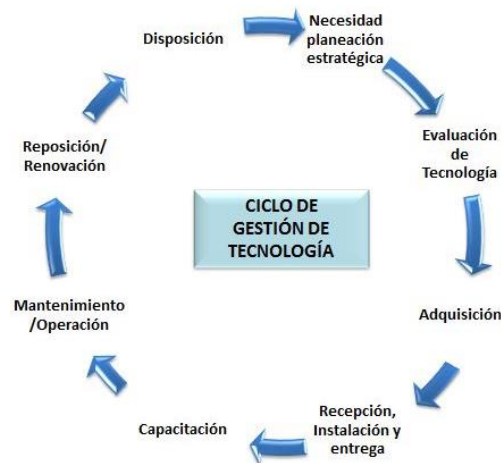 Disposición
Necesidad
planeación
estratégica
Evaluación
de
Tecnología
Adquisición
Recepción,
Instalación y
entrega
Capacitación
Mantenimiento
/Operación
Reposición/
Renovación
CICLO DE
GESTIÓN DE
TECNOLOGÍA